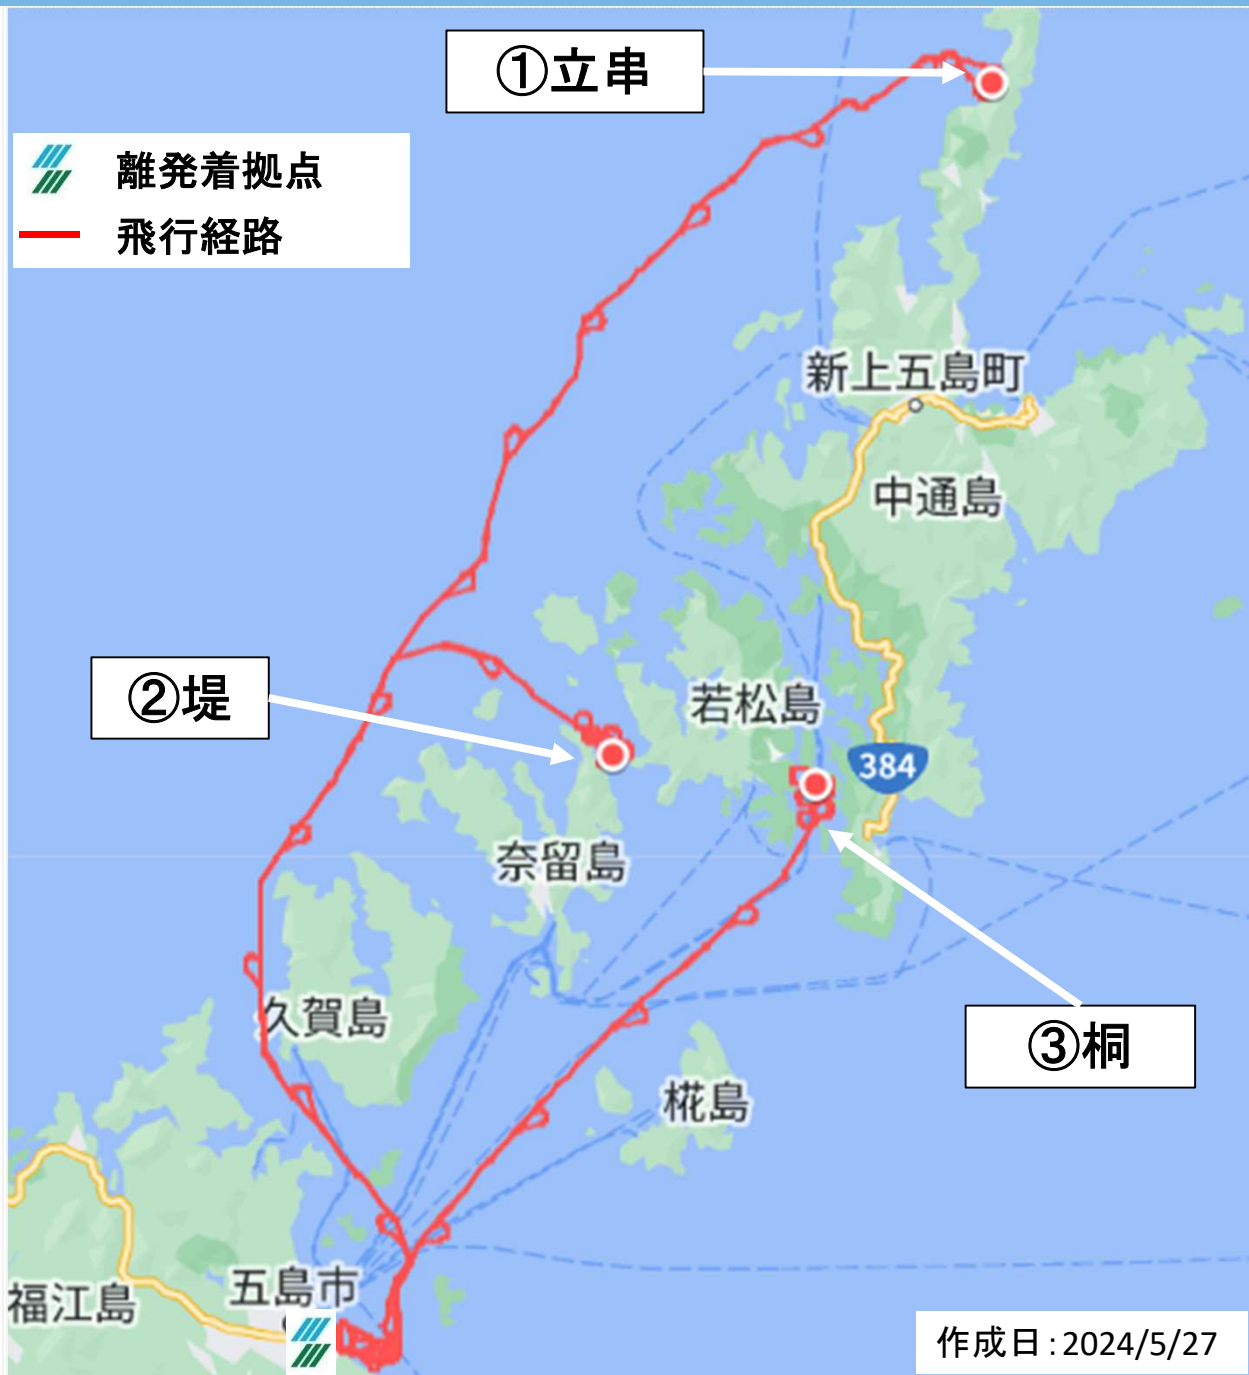 ①立串
離発着拠点
飛行経路
新上五島町
中通島
②堤
若松島
384
奈留島
久賀島
③桐
椛島
五島市
福江島
作成日:2024/5/27